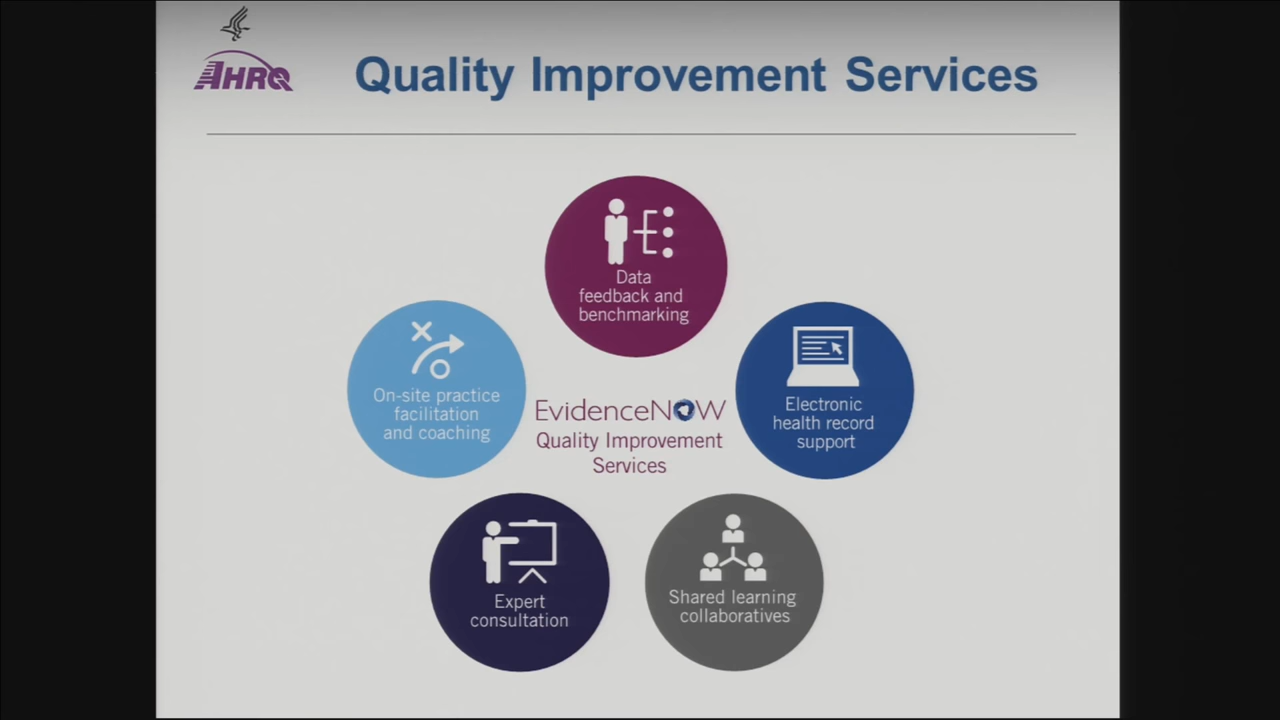 AHRQ
Quality Improvement Services
Data
feedback and
benchmarking
On-site practice
facilitation
and coaching
Electronic
health record
support
EvidenceNOW
Quality Improvement
Services
Expert
consultation
Shared learning
collaboratives